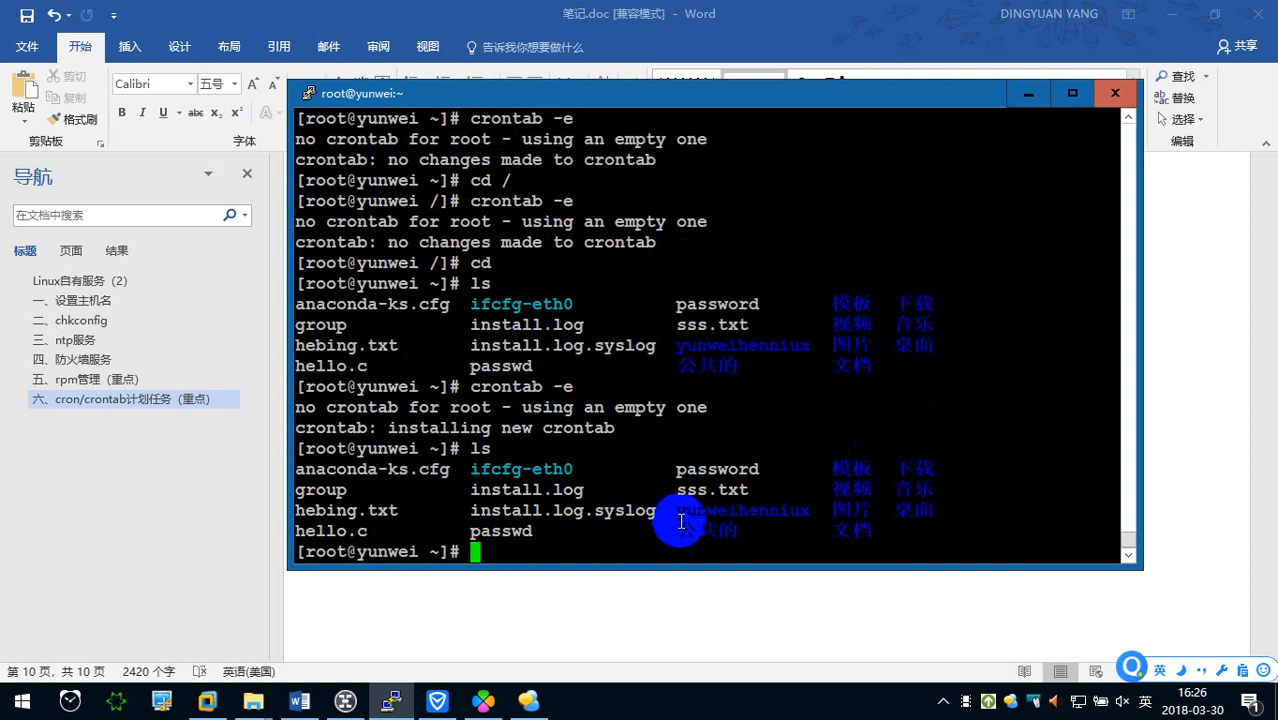 笔记.doc [兼容模式] - Word
DINGYUAN YANG
文件 开始 插入 设计 布局 引用 邮件 审阅 视图 告诉我你想要做什么 共享
粘贴 剪切 Calibri 五号 查找
复制 替换
格式刷 选择
剪贴板 字体 编辑
root@yunwei:~
[root@yunwei ~]# crontab -e
no crontab for root - using an empty one
crontab: no changes made to crontab
[root@yunwei ~]# cd /
[root@yunwei /]# crontab -e
no crontab for root - using an empty one
crontab: no changes made to crontab
[root@yunwei /]# cd
[root@yunwei ~]# ls
anaconda-ks.cfg ifcfg-eth0 password 模板 下载
group install.log sss.txt 视频 音乐
hebing.txt install.log.syslog yunweihenniux 图片 桌面
hello.c passwd 公共的 文档
[root@yunwei ~]# crontab -e
no crontab for root - using an empty one
crontab: installing new crontab
[root@yunwei ~]# ls
anaconda-ks.cfg ifcfg-eth0 password 模板 下载
group install.log sss.txt 视频 音乐
hebing.txt install.log.syslog yunweihenniux 图片 桌面
hello.c passwd 公共的 文档
[root@yunwei ~]#
导航
在文档中搜索
标题 页面 结果
Linux自有服务（2）
一、设置主机名
二、chkconfig
三、ntp服务
四、防火墙服务
五、rpm管理（重点）
六、cron/crontab计划任务（重点）
第 10 页，共 10 页 2420 个字 英语(美国)
英
英 16:26
2018-03-30
1